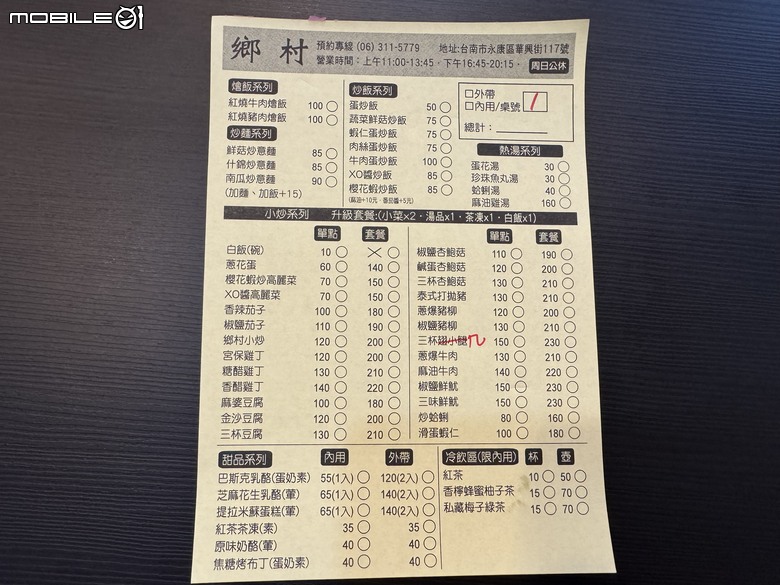 MOBILE01
鄉村 預約專線 (06) 311-5779 地址:台南市永康區華興街117號
營業時間：上午11:00-13:45・下午16:45-20:15・ 周日公休
燴飯系列
紅燒牛肉燴飯 100
紅燒豬肉燴飯 100
炒麵系列
鮮菇炒意麵 85
什錦炒意麵 85
南瓜炒意麵 90
(加麵、加飯+15)
炒飯系列
蛋炒飯 50
蔬菜鮮菇炒飯 75
蝦仁蛋炒飯 75
肉絲蛋炒飯 75
牛肉蛋炒飯 100
XO醬炒飯 85
櫻花蝦炒飯 85
(麻油+10元、番茄醬+5元)
□外帶
□內用/桌號 1
總計：
熱湯系列
蛋花湯 30
珍珠魚丸湯 30
蛤蜊湯 40
麻油雞湯 160
小炒系列 升級套餐:(小菜×2・湯品x1・茶凍x1・白飯x1)
單點 套餐
白飯(碗) 10
蔥花蛋 60 140
櫻花蝦炒高麗菜 70 150
XO醬高麗菜 70 150
香辣茄子 100 180
椒鹽茄子 110 190
鄉村小炒 120 200
宮保雞丁 120 200
糖醋雞丁 130 210
香醋雞丁 140 220
麻婆豆腐 100 180
金沙豆腐 120 200
三杯豆腐 130 210
單點 套餐
椒鹽杏鮑菇 110 190
鹹蛋杏鮑菇 120 200
三杯杏鮑菇 130 210
泰式打拋豬 130 210
蔥爆豬柳 120 200
椒鹽豬柳 130 210
三杯翅小腿 150 230
蔥爆牛肉 130 210
麻油牛肉 140 220
椒鹽鮮魷 150 230
三味鮮魷 150 230
炒蛤蜊 80 160
滑蛋蝦仁 100 180
甜品系列 內用 外帶
巴斯克乳酪(蛋奶素) 55(1入) 120(2入)
芝麻花生乳酪(葷) 65(1入) 140(2入)
提拉米蘇蛋糕(葷) 65(1入) 140(2入)
紅茶茶凍(素) 35 35
原味奶酪(葷) 40 40
焦糖烤布丁(蛋奶素) 40 40
冷飲區(限內用) 杯 壺
紅茶 10 50
香檸蜂蜜柚子茶 15 70
私藏梅子綠茶 15 70